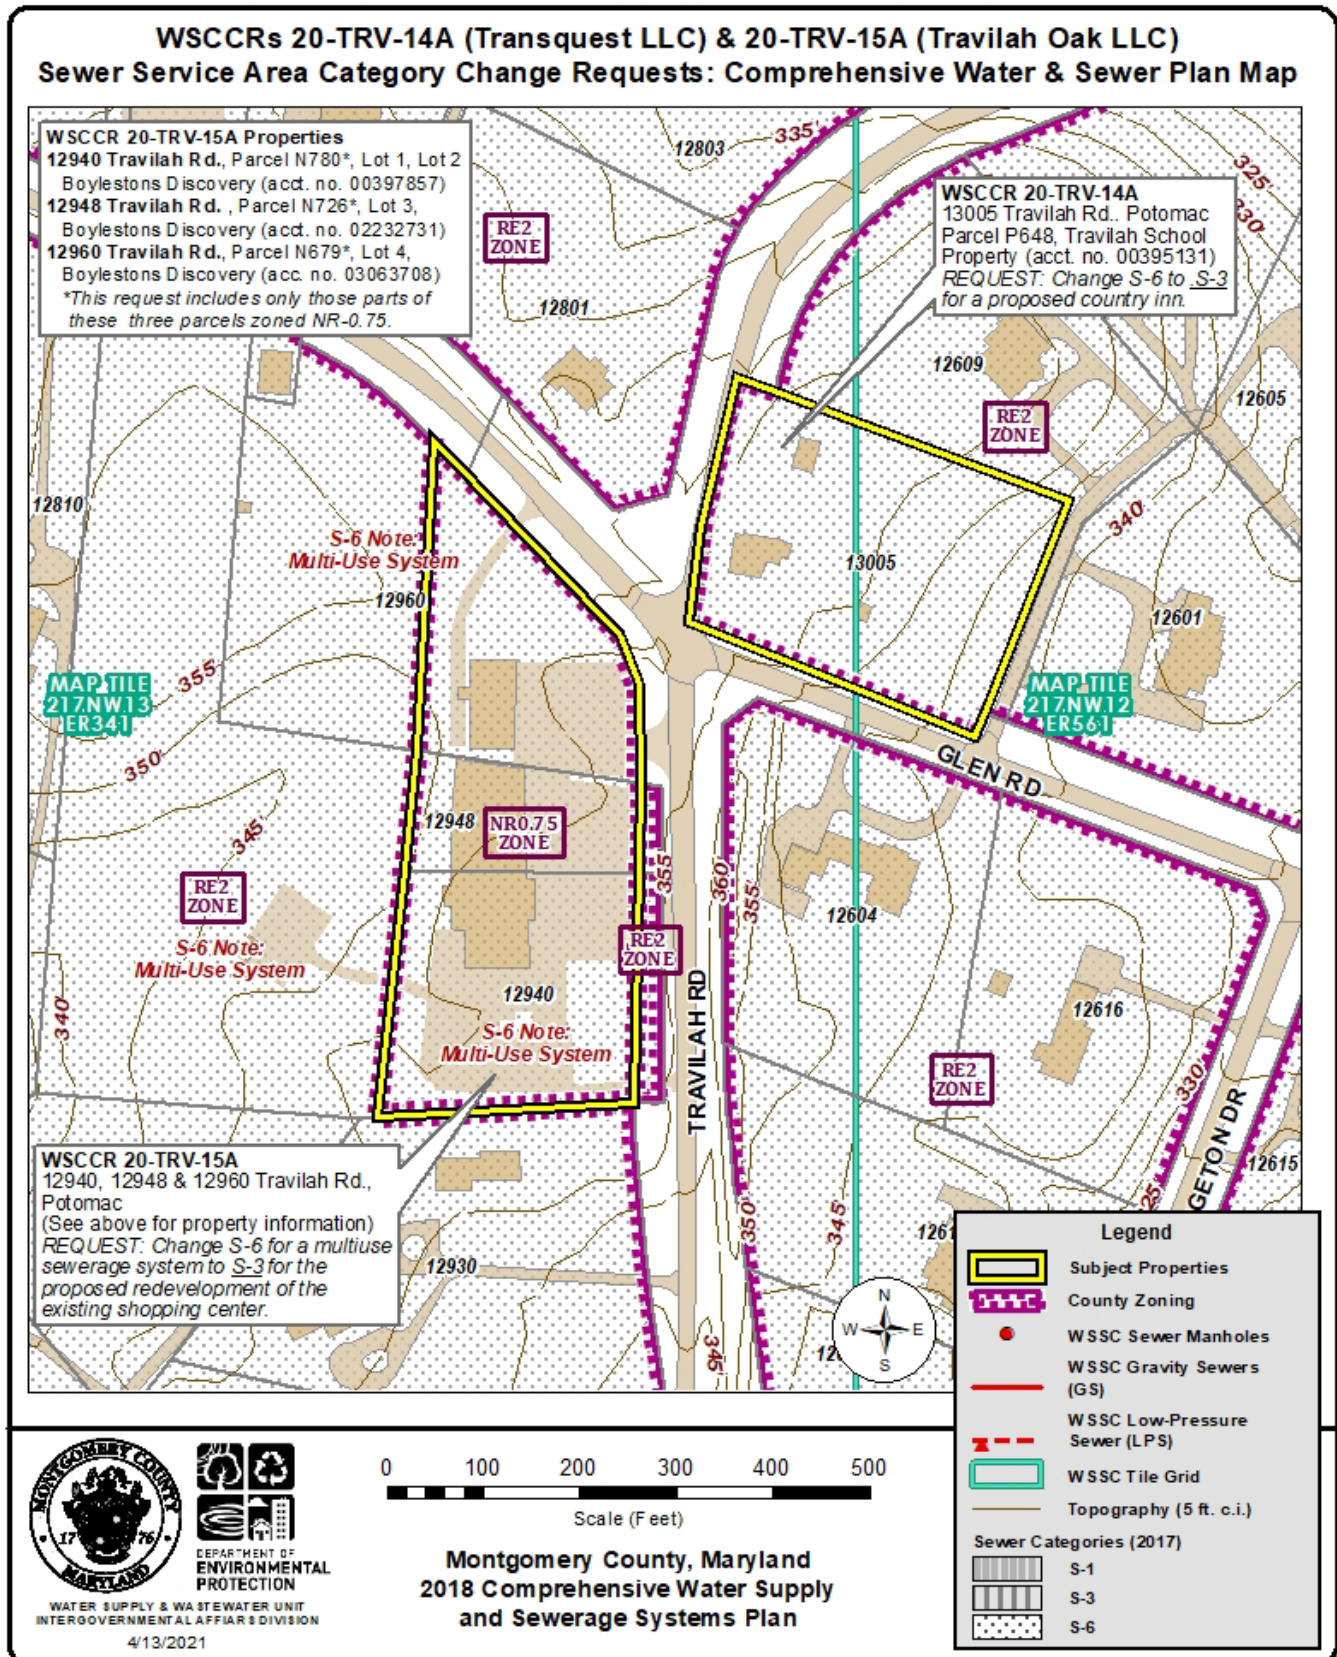 WSCCRs 20-TRV-14A (Transquest LLC) & 20-TRV-15A (Travilah Oak LLC)
Sewer Service Area Category Change Requests: Comprehensive Water & Sewer Plan Map
WSCCR 20-TRV-15A Properties
12940 Travilah Rd., Parcel N780*, Lot 1, Lot 2
Boylestons Discovery (acct. no. 00397857)
12948 Travilah Rd. , Parcel N726*, Lot 3,
Boylestons Discovery (acct. no. 02232731)
12960 Travilah Rd., Parcel N679*, Lot 4,
Boylestons Discovery (acc. no. 03063708)
*This request includes only those parts of
these three parcels zoned NR-0.75.
WSCCR 20-TRV-14A
13005 Travilah Rd.. Potomac
Parcel P648, Travilah School
Property (acct. no. 00395131)
REQUEST: Change S-6 to S-3
for a proposed country inn.
12803
335'
325'
330'
RE2
ZONE
12801
12609
12605
RE2
ZONE
12810
340'
S-6 Note:
Multi-Use System
12960
13005
12601
355
MAP TILE
217NW13
ER341
MAP TILE
217NW12
ER561
350'
GLEN RD
345'
12948
NR0.75
ZONE
355
360'
355'
RE2
ZONE
12604
S-6 Note:
Multi-Use System
RE2
ZONE
12940
340'
S-6 Note:
Multi-Use System
TRAVILAH RD
12616
RE2
ZONE
330'
GETON DR
12615
25'
350'
345'
1261
WSCCR 20-TRV-15A
12940, 12948 & 12960 Travilah Rd.,
Potomac
(See above for property information)
REQUEST: Change S-6 for a multiuse
sewerage system to S-3 for the
proposed redevelopment of the
existing shopping center.
12930
345'
N
W E
S
Legend
Subject Properties
County Zoning
WSSC Sewer Manholes
WSSC Gravity Sewers
(GS)
WSSC Low-Pressure
Sewer (LPS)
WSSC Tile Grid
Topography (5 ft. c.i.)
Sewer Categories (2017)
S-1
S-3
S-6
MONTGOMERY COUNTY
17 76
MARYLAND
DEPARTMENT OF
ENVIRONMENTAL
PROTECTION
WATER SUPPLY & WASTEWATER UNIT
INTERGOVERNMENTAL AFFIARS DIVISION
4/13/2021
0 100 200 300 400 500
Scale (Feet)
Montgomery County, Maryland
2018 Comprehensive Water Supply
and Sewerage Systems Plan